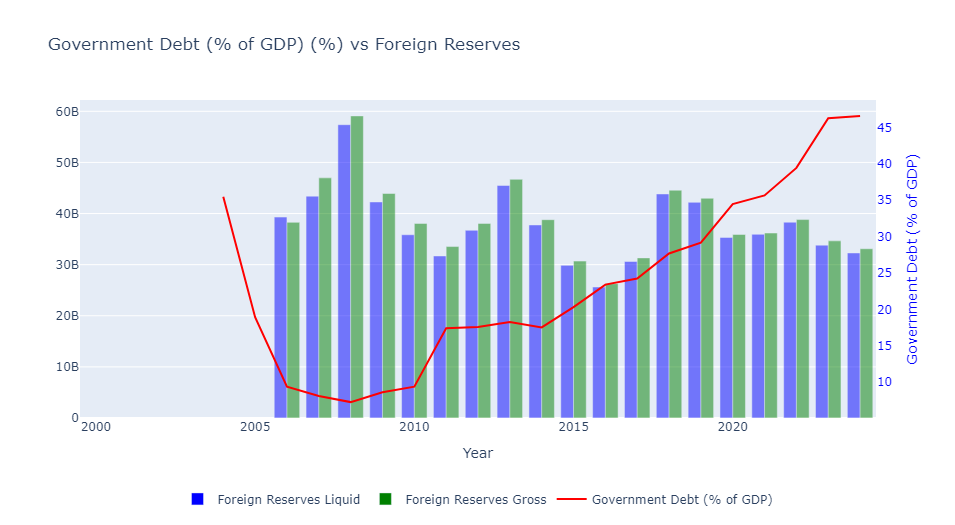 Government Debt (% of GDP) (%) vs Foreign Reserves
60B
50B
40B
30B
20B
10B
0
45
40
35
30
25
20
15
10
Government Debt (% of GDP)
2000
2005
2010
2015
2020
Year
Foreign Reserves Liquid
Foreign Reserves Gross
Government Debt (% of GDP)